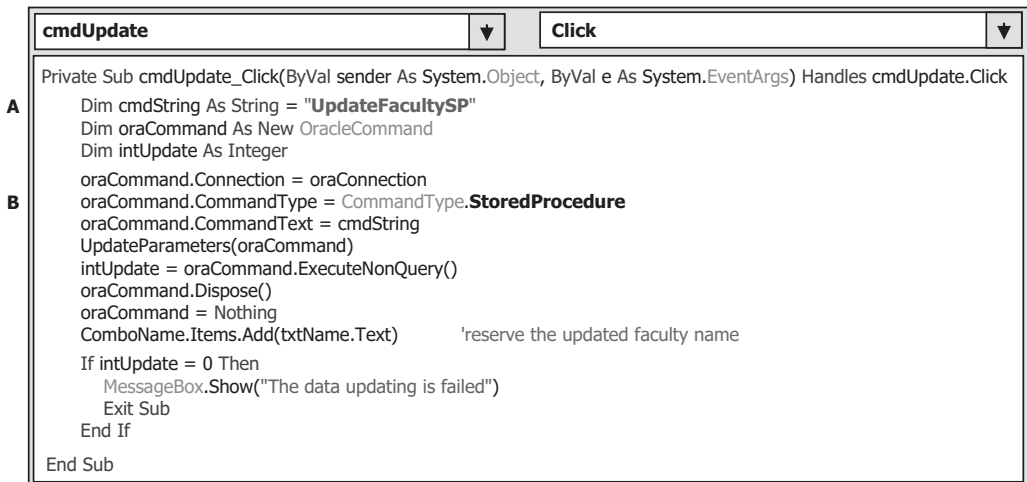 cmdUpdate Click
Private Sub cmdUpdate_Click(ByVal sender As System.Object, ByVal e As System.EventArgs) Handles cmdUpdate.Click
A Dim cmdString As String = "UpdateFacultySP"
Dim oraCommand As New OracleCommand
Dim intUpdate As Integer
oraCommand.Connection = oraConnection
B oraCommand.CommandType = CommandType.StoredProcedure
oraCommand.CommandText = cmdString
UpdateParameters(oraCommand)
intUpdate = oraCommand.ExecuteNonQuery()
oraCommand.Dispose()
oraCommand = Nothing
ComboName.Items.Add(txtName.Text) 'reserve the updated faculty name
If intUpdate = 0 Then
MessageBox.Show("The data updating is failed")
Exit Sub
End If
End Sub